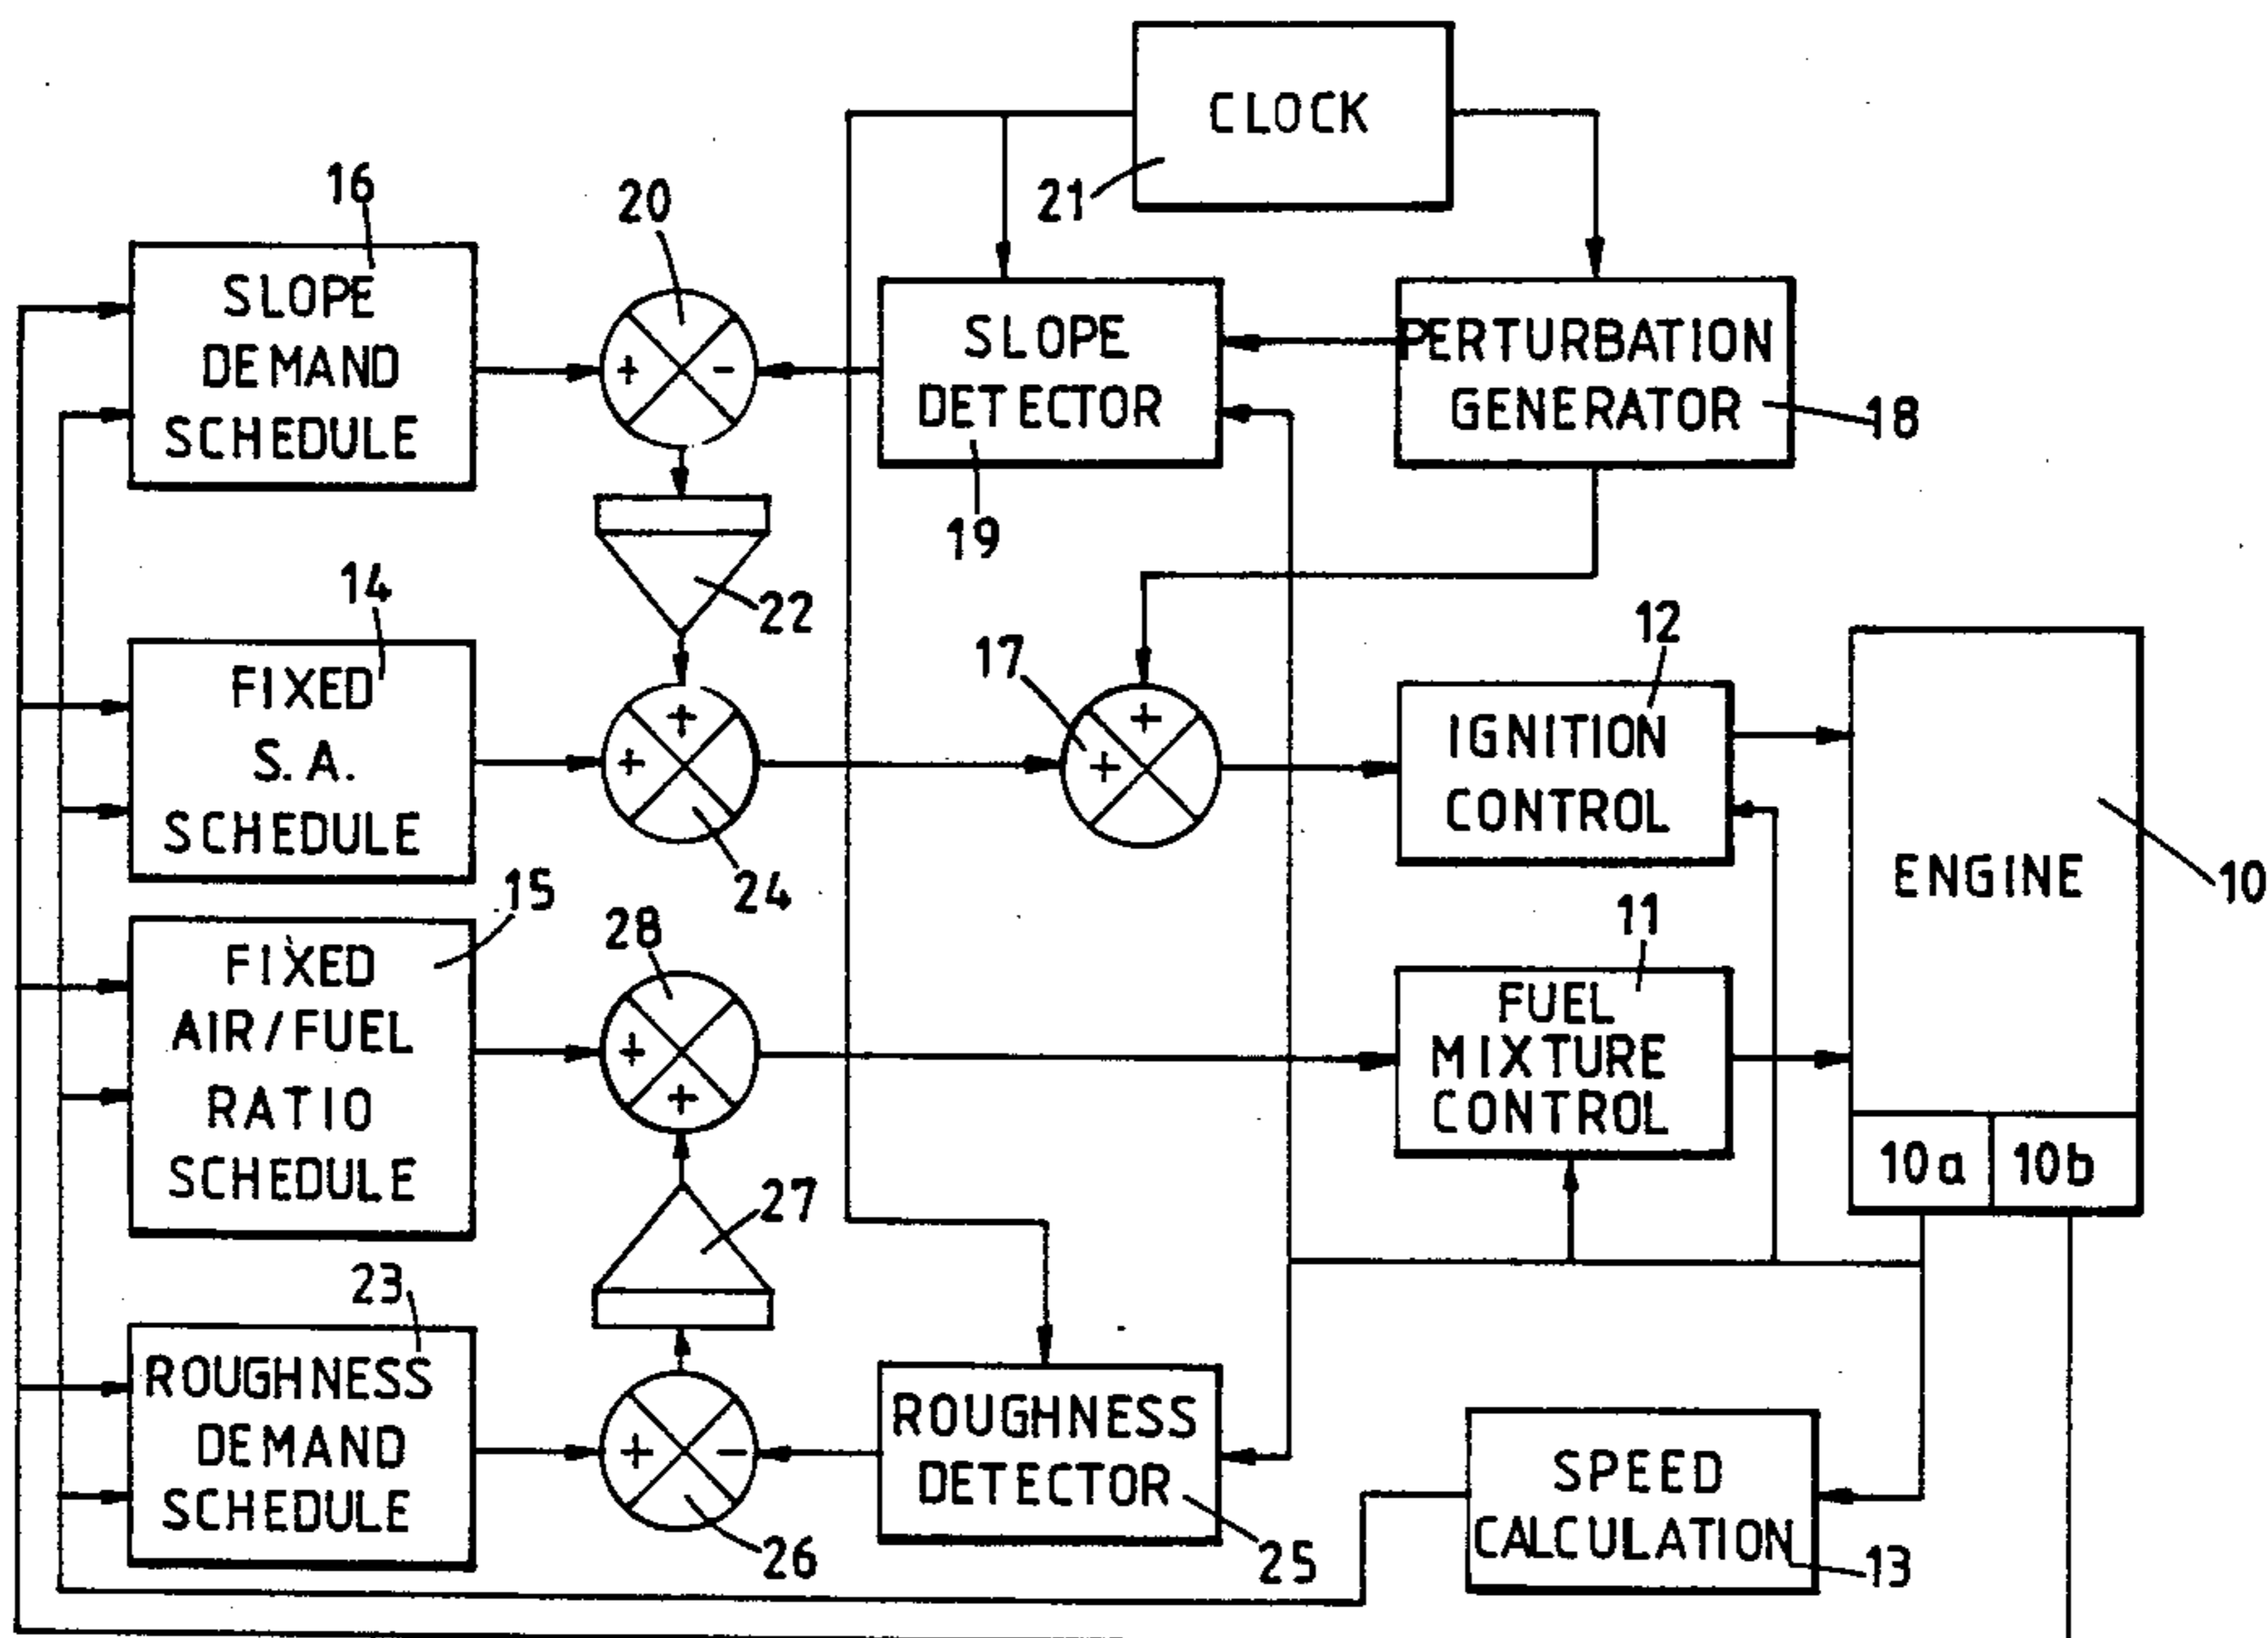 CLOCK
21
16
SLOPE
DEMAND
SCHEDULE
20
SLOPE
DETECTOR
19
PERTURBATION
GENERATOR
18
+
-
22
14
FIXED
S.A.
SCHEDULE
+
+
24
17
+
+
12
IGNITION
CONTROL
ENGINE
10
10a
10b
15
FIXED
AIR/FUEL
RATIO
SCHEDULE
28
+
+
11
FUEL
MIXTURE
CONTROL
27
23
ROUGHNESS
DEMAND
SCHEDULE
+
-
26
ROUGHNESS
DETECTOR
25
SPEED
CALCULATION
13